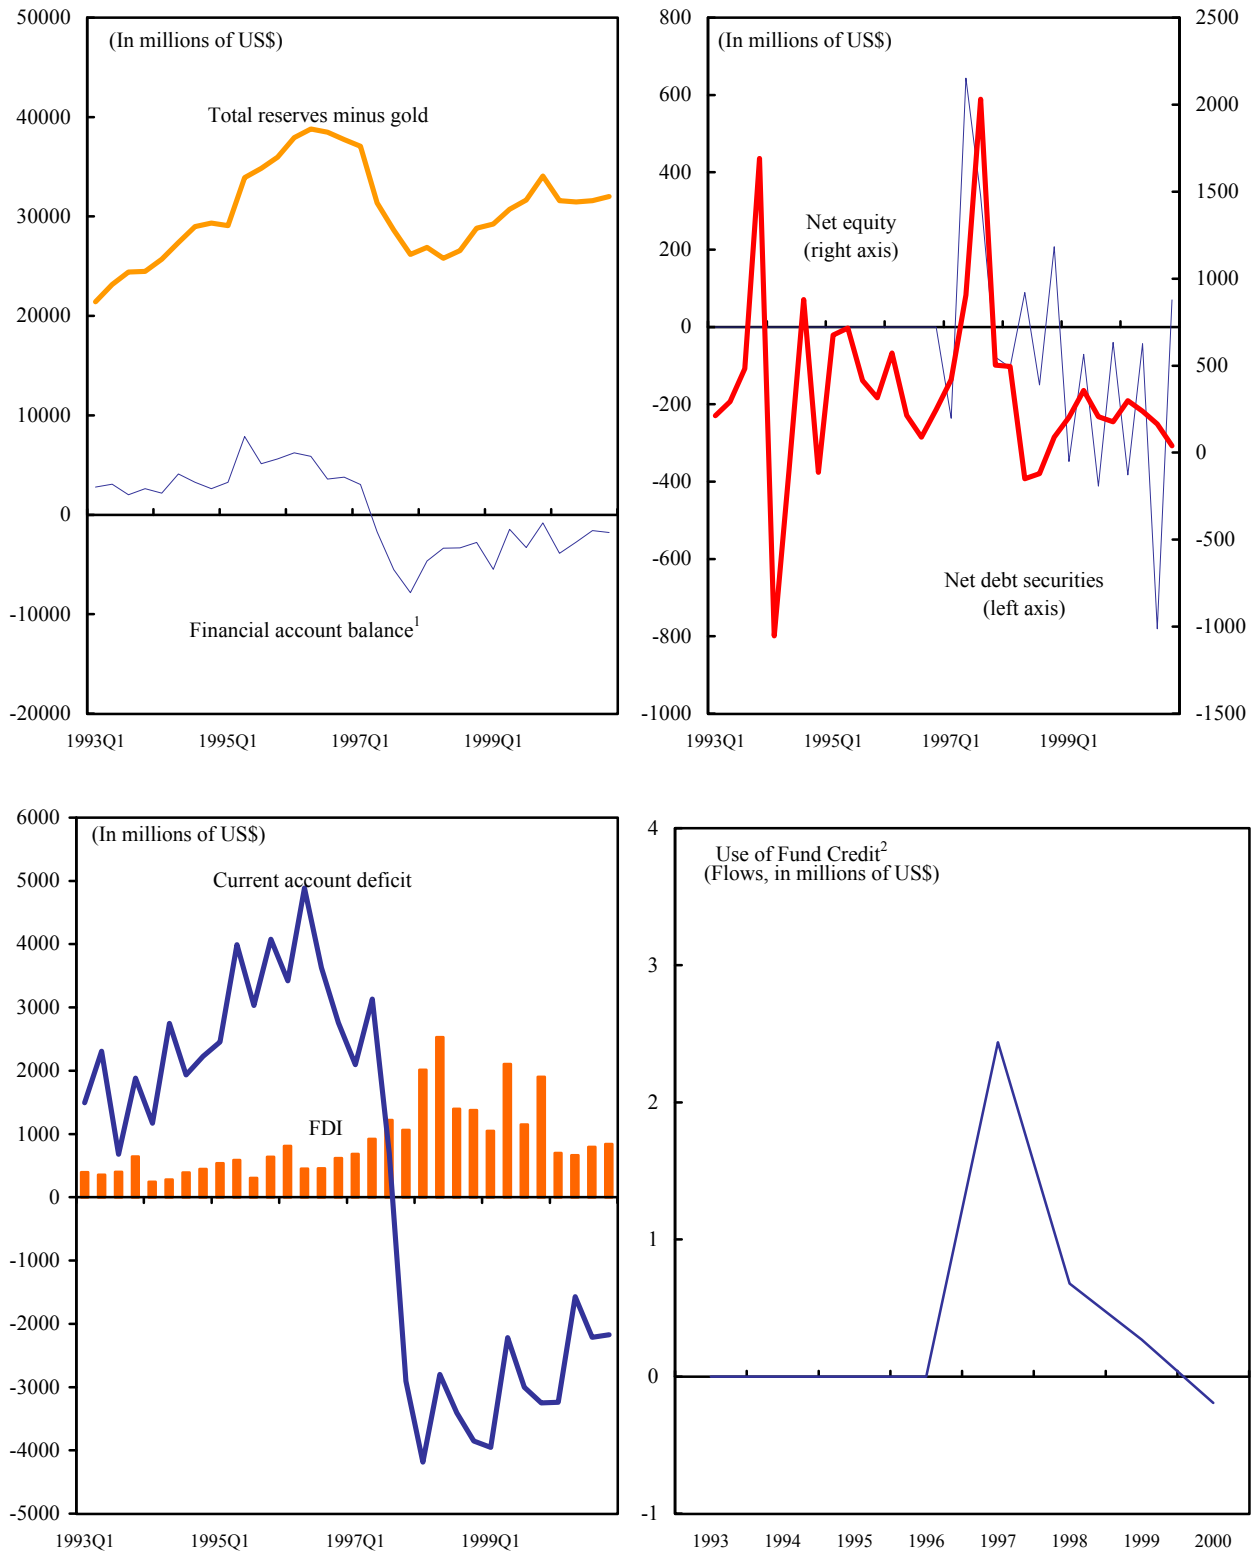 50000
40000
30000
20000
10000
0
-10000
-20000
(In millions of US$)
Total reserves minus gold
Financial account balance1
1993Q1 1995Q1 1997Q1 1999Q1
800
600
400
200
0
-200
-400
-600
-800
-1000
(In millions of US$)
Net equity
(right axis)
Net debt securities
(left axis)
2500
2000
1500
1000
500
0
-500
-1000
-1500
1993Q1 1995Q1 1997Q1 1999Q1
6000
5000
4000
3000
2000
1000
0
-1000
-2000
-3000
-4000
-5000
(In millions of US$)
Current account deficit
FDI
1993Q1 1995Q1 1997Q1 1999Q1
4
3
2
1
0
-1
Use of Fund Credit2
(Flows, in millions of US$)
1993 1994 1995 1996 1997 1998 1999 2000